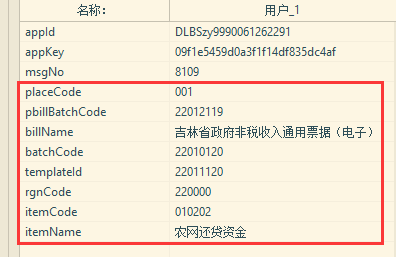 名称： 用户_1
appId DLBSzy9990061262291
appKey 09f1e5459d0a3f1f14df835dc4af
msgNo 8109
placeCode 001
pbillBatchCode 22012119
billName 吉林省政府非税收入通用票据（电子）
batchCode 22010120
templateId 22011120
rgnCode 220000
itemCode 010202
itemName 农网还贷资金